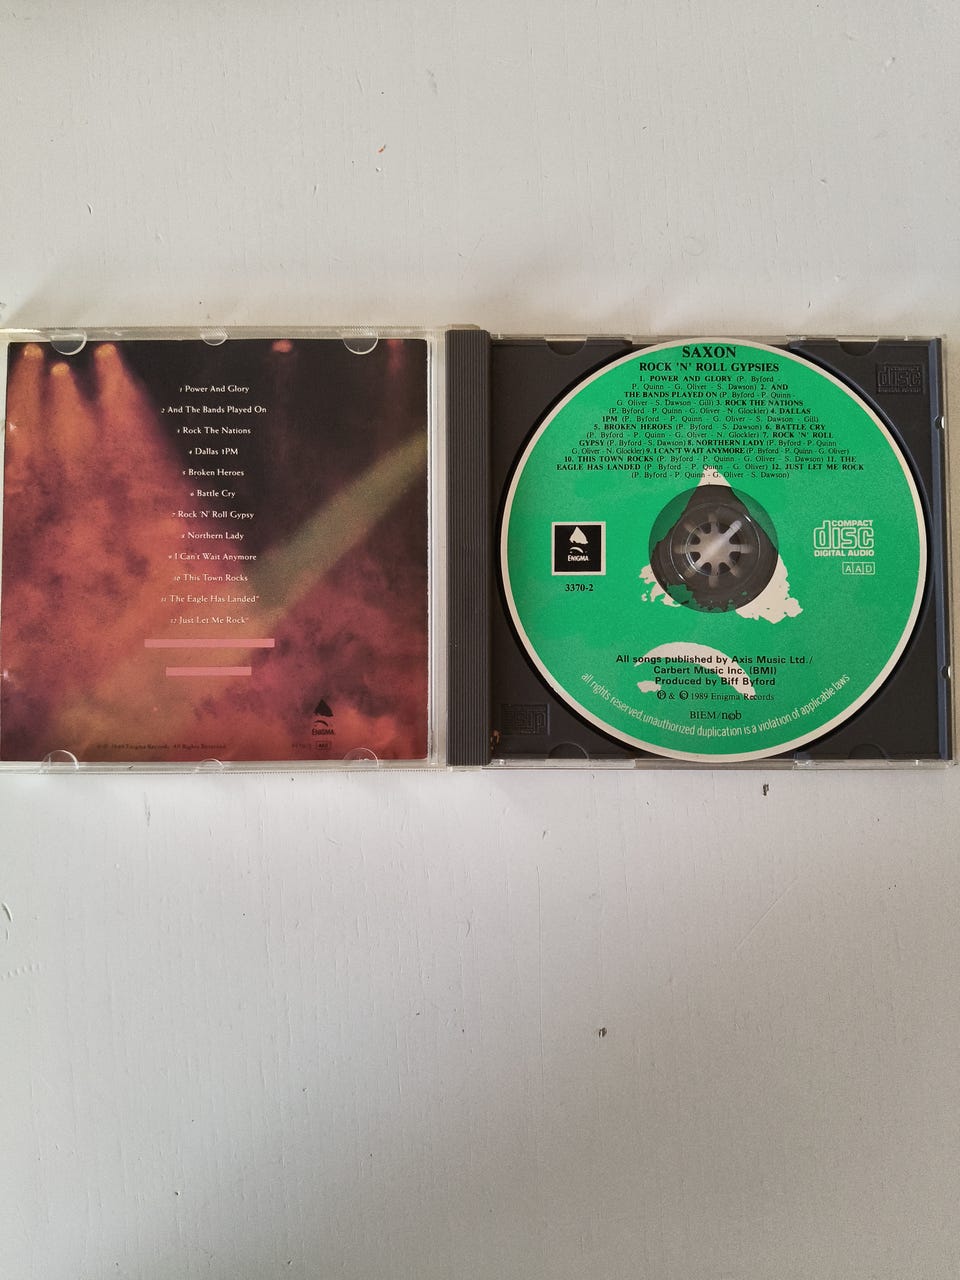 1 Power And Glory
2 And The Bands Played On
3 Rock The Nations
4 Dallas 1PM
5 Broken Heroes
6 Battle Cry
7 Rock 'N' Roll Gypsy
8 Northern Lady
9 I Can't Wait Anymore
10 This Town Rocks
11 The Eagle Has Landed*
12 Just Let Me Rock*
ENIGMA
℗ © 1989 Enigma Records. All Rights Reserved.
AAD
SAXON
ROCK 'N' ROLL GYPSIES
1. POWER AND GLORY (P. Byford -
P. Quinn - G. Oliver - S. Dawson) 2. AND
THE BANDS PLAYED ON (P. Byford - P. Quinn -
G. Oliver - S. Dawson - Gill) 3. ROCK THE NATIONS
(P. Byford - P. Quinn - G. Oliver - N. Glockler) 4. DALLAS
1PM (P. Byford - P. Quinn - G. Oliver - S. Dawson - Gill)
5. BROKEN HEROES (P. Byford - S. Dawson) 6. BATTLE CRY
(P. Byford - P. Quinn - G. Oliver - N. Glockler) 7. ROCK 'N' ROLL
GYPSY (P. Byford - S. Dawson) 8. NORTHERN LADY (P. Byford - P. Quinn
G. Oliver - N. Glockler) 9. I CAN'T WAIT ANYMORE (P. Byford - P. Quinn - G. Oliver)
10. THIS TOWN ROCKS (P. Byford - P. Quinn - G. Oliver - S. Dawson) 11. THE
EAGLE HAS LANDED (P. Byford - P. Quinn - G. Oliver - S. Dawson) 12. JUST LET ME ROCK
(P. Byford - P. Quinn - G. Oliver - S. Dawson)
ENIGMA
3370-2
COMPACT
disc
DIGITAL AUDIO
AAD
All songs published by Axis Music Ltd./
Carbert Music Inc. (BMI)
Produced by Biff Byford
℗ & © 1989 Enigma Records
BIEM/ncb
all rights reserved, unauthorized duplication is a violation of applicable laws
disc